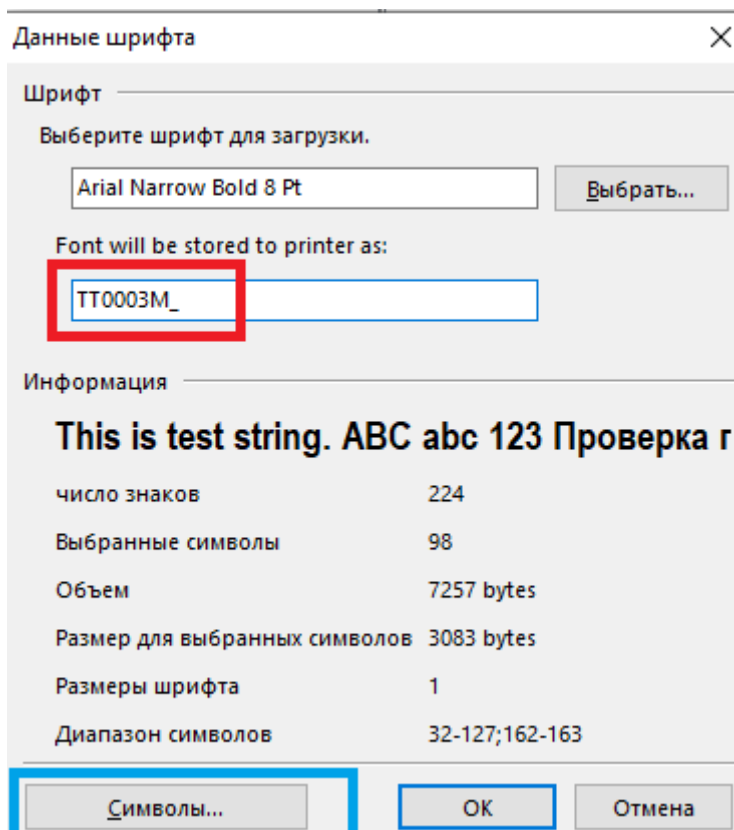 Данные шрифта
Шрифт
Выберите шрифт для загрузки.
Arial Narrow Bold 8 Pt
Выбрать...
Font will be stored to printer as:
TT0003M_
Информация
This is test string. ABC abc 123 Проверка г
число знаков 224
Выбранные символы 98
Объем 7257 bytes
Размер для выбранных символов 3083 bytes
Размеры шрифта 1
Диапазон символов 32-127;162-163
Символы... ОК Отмена